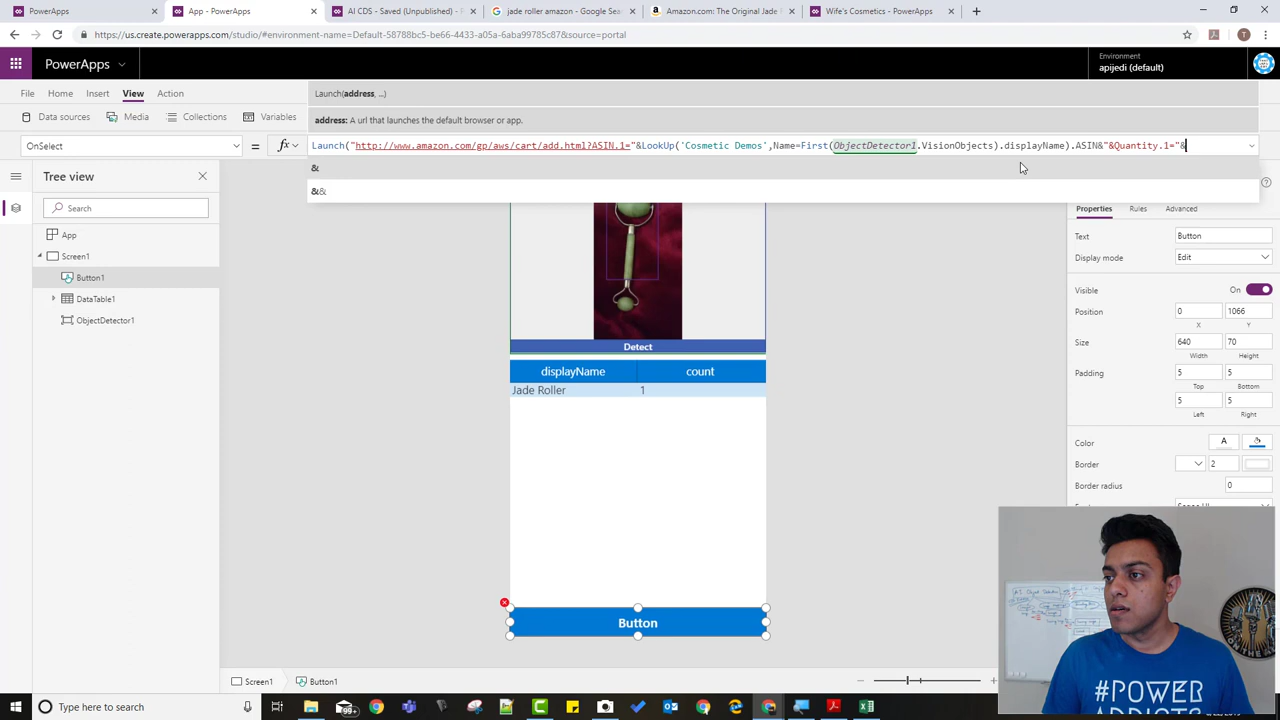 PowerApps
App - PowerApps
AI CDS - Saved (Unpublished) - P
jade roller amazon - Google Sea
Amazon.com: The Original Jade
Wife's Cosmetics - PowerApps
https://us.create.powerapps.com/studio/#environment-name=Default-58788bc5-be66-4433-a05a-6aba99785c87&source=portal
PowerApps
Environment
apijedi (default)
File Home Insert View Action
Data sources Media Collections Variables
Launch(address, ...)
address: A url that launches the default browser or app.
OnSelect = fx Launch("http://www.amazon.com/gp/aws/cart/add.html?ASIN.1="&LookUp('Cosmetic Demos',Name=First(ObjectDetector1.VisionObjects).displayName).ASIN&"&Quantity.1="&
&
&&
Tree view
Search
App
Screen1
Button1
DataTable1
ObjectDetector1
Detect
displayName count
Jade Roller 1
Button
Properties Rules Advanced
Text Button
Display mode Edit
Visible On
Position 0 1066
X Y
Size 640 70
Width Height
Padding 5 5
Top Bottom
5 5
Left Right
Color A
Border 2
Border radius 0
Screen1 Button1
#POWER
ADDICTS
Type here to search
99+